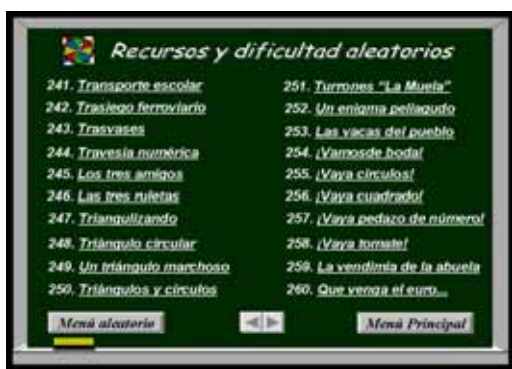 Recursos y dificultad aleatorios
241. Transporte escolar
242. Trasiego ferroviario
243. Trasvases
244. Travesía numérica
245. Los tres amigos
246. Las tres ruletas
247. Triangulizando
248. Triángulo circular
249. Un triángulo marchoso
250. Triángulos y círculos
251. Turrones "La Muela"
252. Un enigma peliagudo
253. Las vacas del pueblo
254. ¡Vamosde boda!
255. ¡Vaya círculos!
256. ¡Vaya cuadrado!
257. ¡Vaya pedazo de número!
258. ¡Vaya tomate!
259. La vendimia de la abuela
260. Que venga el euro...
Menú aleatorio
Menú Principal